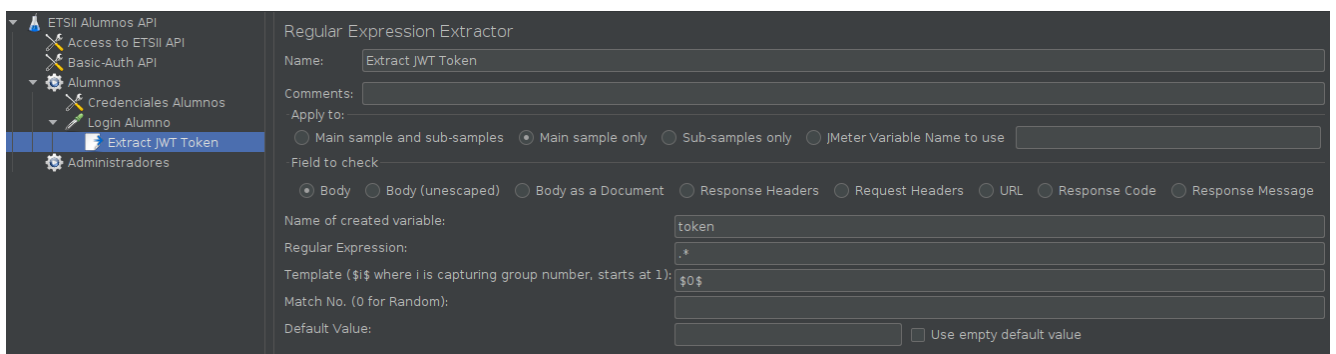 ETSII Alumnos API
Access to ETSII API
Basic-Auth API
Alumnos
Credenciales Alumnos
Login Alumno
Extract JWT Token
Administradores
Regular Expression Extractor
Name: Extract JWT Token
Comments:
Apply to:
Main sample and sub-samples Main sample only Sub-samples only JMeter Variable Name to use
Field to check
Body Body (unescaped) Body as a Document Response Headers Request Headers URL Response Code Response Message
Name of created variable: token
Regular Expression: .*
Template ($i$ where i is capturing group number, starts at 1): $0$
Match No. (0 for Random):
Default Value: Use empty default value